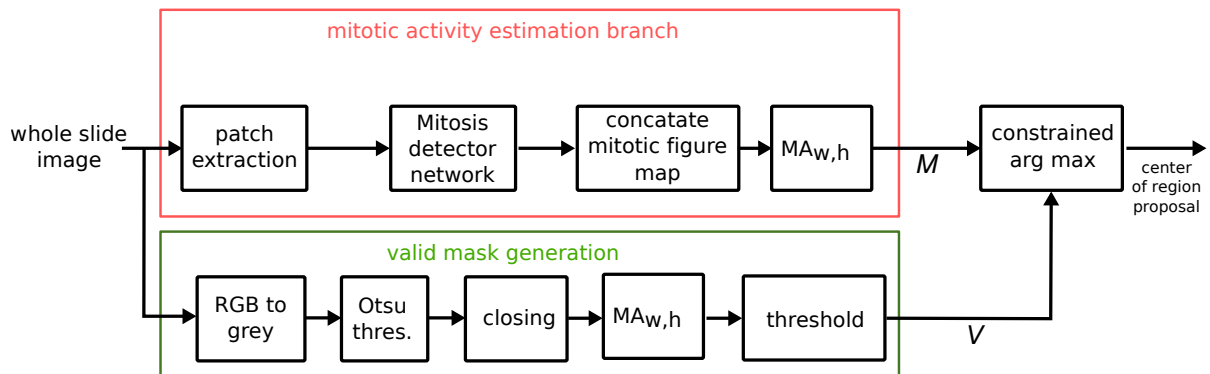 mitotic activity estimation branch
whole slide
image
patch
extraction
Mitosis
detector
network
concatate
mitotic figure
map
MAw,h
M
constrained
arg max
center
of region
proposal
valid mask generation
RGB to
grey
Otsu
thres.
closing
MAw,h
threshold
V